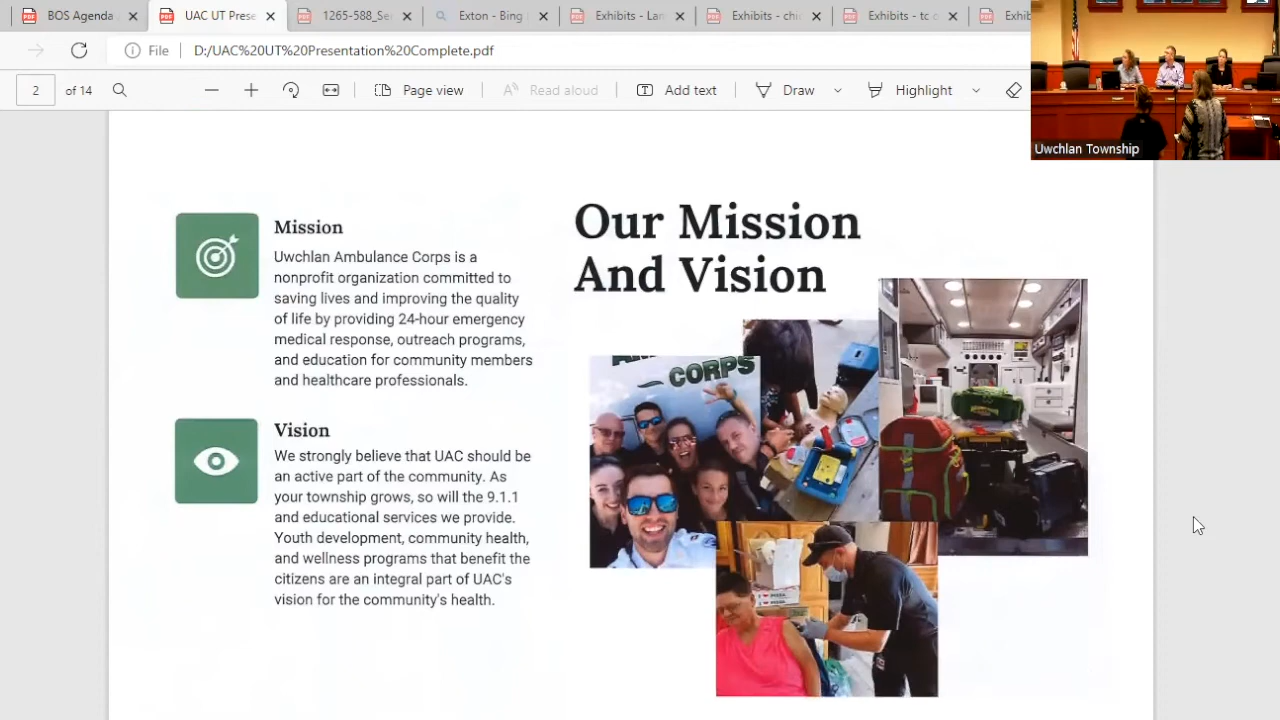 BOS Agenda
UAC UT Prese
1265-588 Se
Exton - Bing
Exhibits - Lan
Exhibits - chi
Exhibits - tc c
Exhib
File
D:/UAC%20UT%20Presentation%20Complete.pdf
2 of 14
Page view
Read aloud
Add text
Draw
Highlight
Uwchlan Township
Our Mission
And Vision
Mission
Uwchlan Ambulance Corps is a
nonprofit organization committed to
saving lives and improving the quality
of life by providing 24-hour emergency
medical response, outreach programs,
and education for community members
and healthcare professionals.
Vision
We strongly believe that UAC should be
an active part of the community. As
your township grows, so will the 9.1.1
and educational services we provide.
Youth development, community health,
and wellness programs that benefit the
citizens are an integral part of UAC's
vision for the community's health.
CORPS